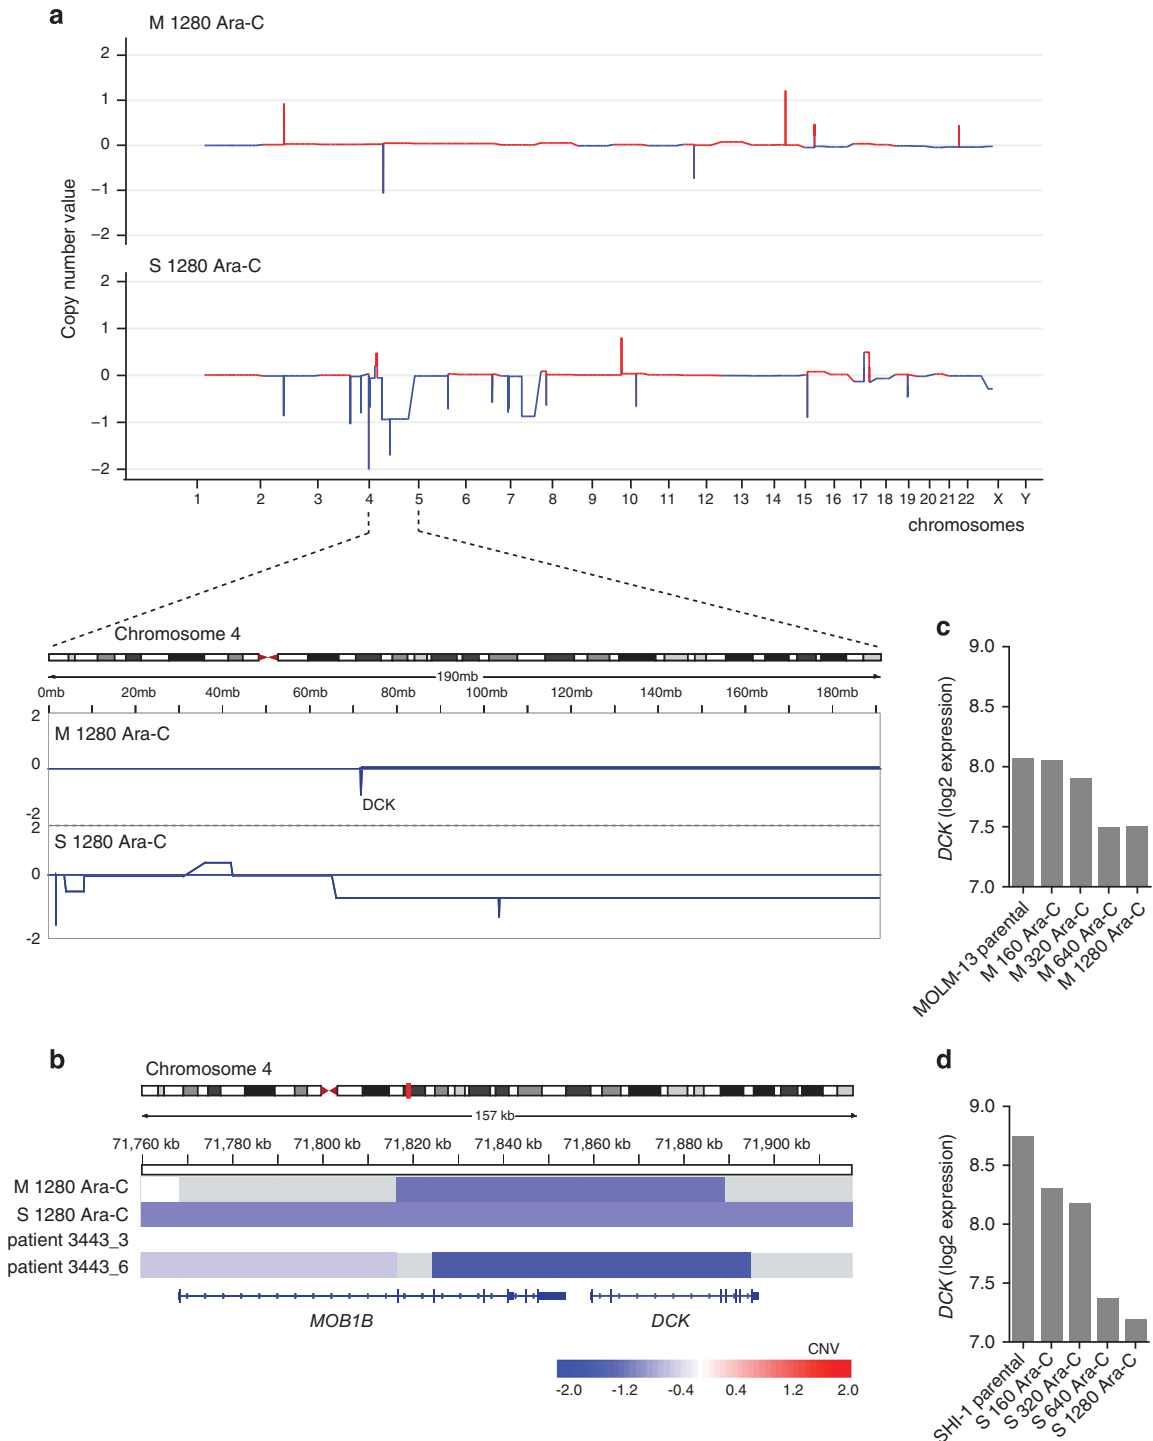 a
M 1280 Ara-C
2
1
0
−1
−2
Copy number value
S 1280 Ara-C
2
1
0
−1
−2
1 2 3 4 5 6 7 8 9 10 11 12 13 14 15 16 17 18 19 20 21 22 X Y
chromosomes
Chromosome 4
190mb
0mb 20mb 40mb 60mb 80mb 100mb 120mb 140mb 160mb 180mb
2
M 1280 Ara-C
0
DCK
-2
2
S 1280 Ara-C
0
-2
c
9.0
8.5
8.0
7.5
7.0
DCK (log2 expression)
MOLM-13 parental
M 160 Ara-C
M 320 Ara-C
M 640 Ara-C
M 1280 Ara-C
b
Chromosome 4
157 kb
71,760 kb 71,780 kb 71,800 kb 71,820 kb 71,840 kb 71,860 kb 71,880 kb 71,900 kb
M 1280 Ara-C
S 1280 Ara-C
patient 3443_3
patient 3443_6
MOB1B DCK
CNV
-2.0 -1.2 -0.4 0.4 1.2 2.0
d
9.0
8.5
8.0
7.5
7.0
DCK (log2 expression)
SHI-1 parental
S 160 Ara-C
S 320 Ara-C
S 640 Ara-C
S 1280 Ara-C